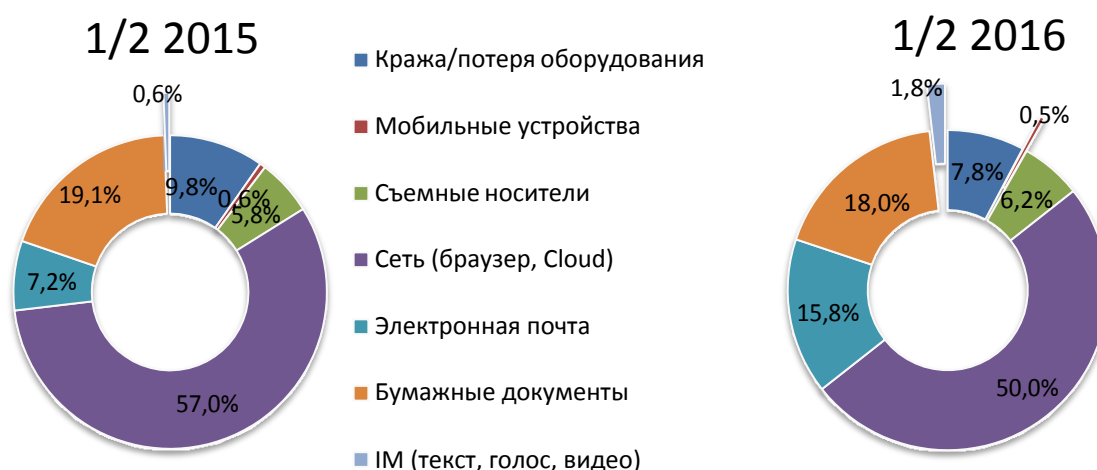 1/2 2015
0,6%
9,8%
0,6%
5,8%
19,1%
7,2%
57,0%
Кража/потеря оборудования
Мобильные устройства
Съемные носители
Сеть (браузер, Cloud)
Электронная почта
Бумажные документы
IM (текст, голос, видео)
1/2 2016
1,8%
0,5%
7,8%
6,2%
18,0%
15,8%
50,0%